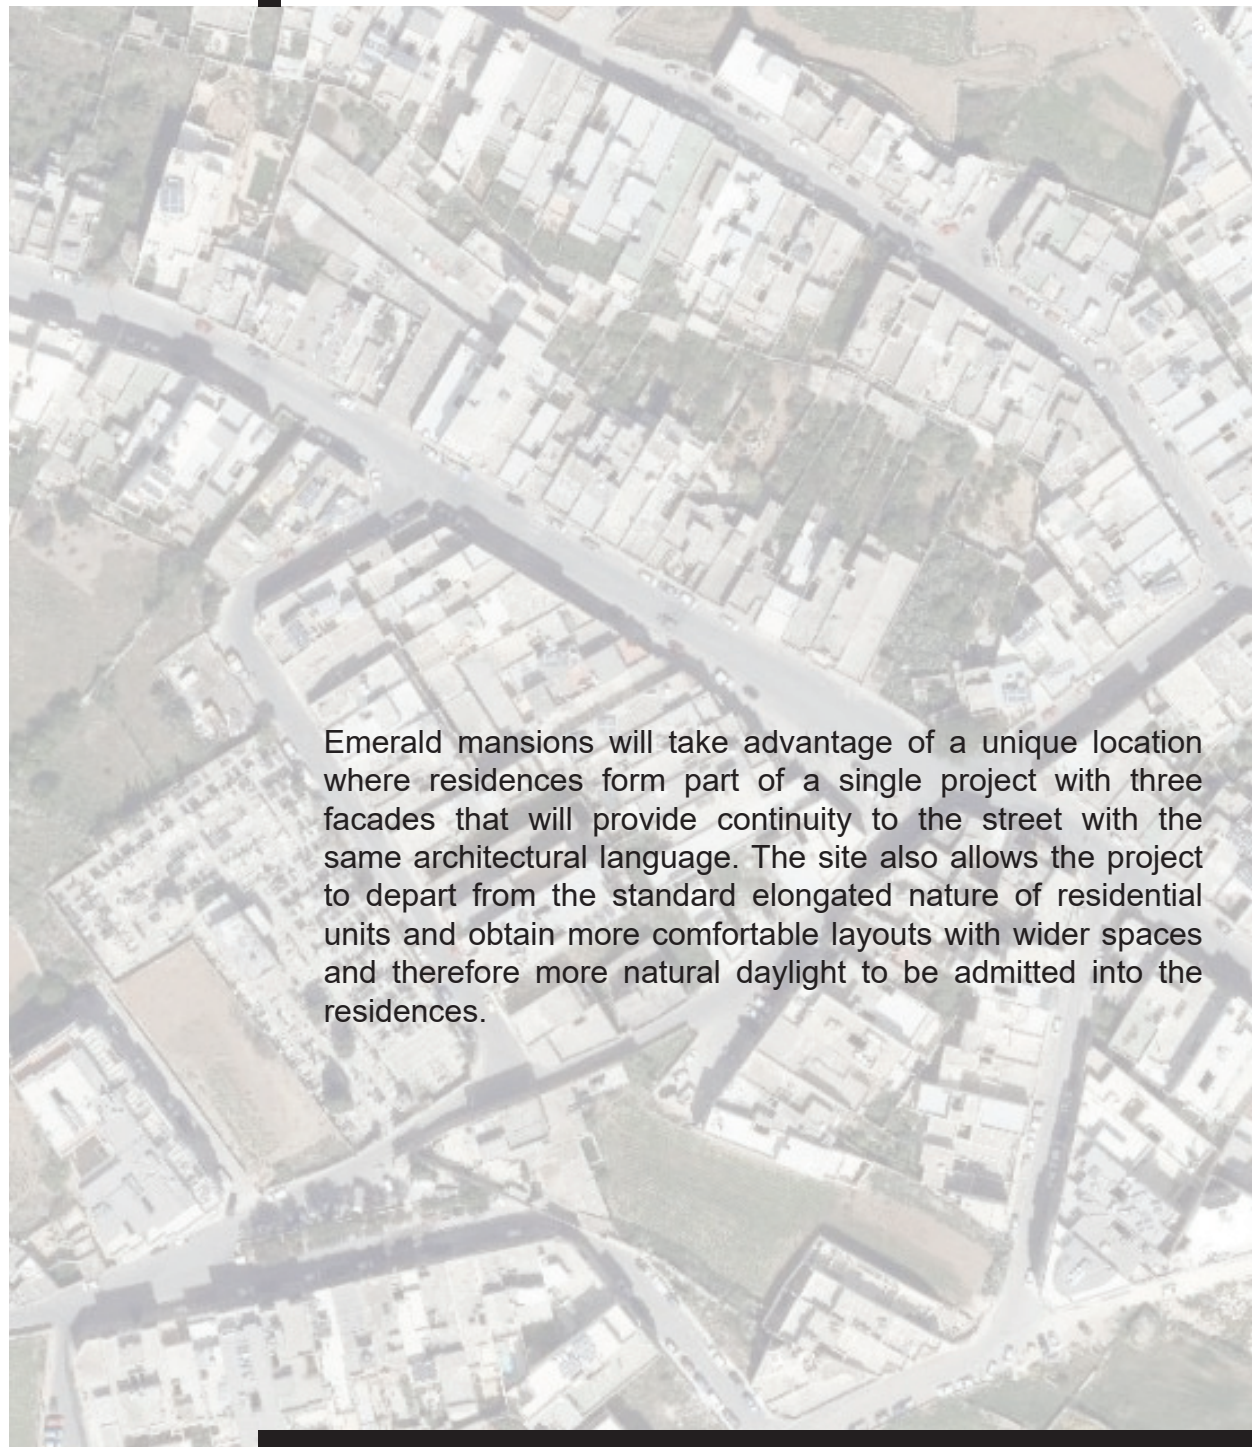 Emerald mansions will take advantage of a unique location
where residences form part of a single project with three
facades that will provide continuity to the street with the
same architectural language. The site also allows the project
to depart from the standard elongated nature of residential
units and obtain more comfortable layouts with wider spaces
and therefore more natural daylight to be admitted into the
residences.